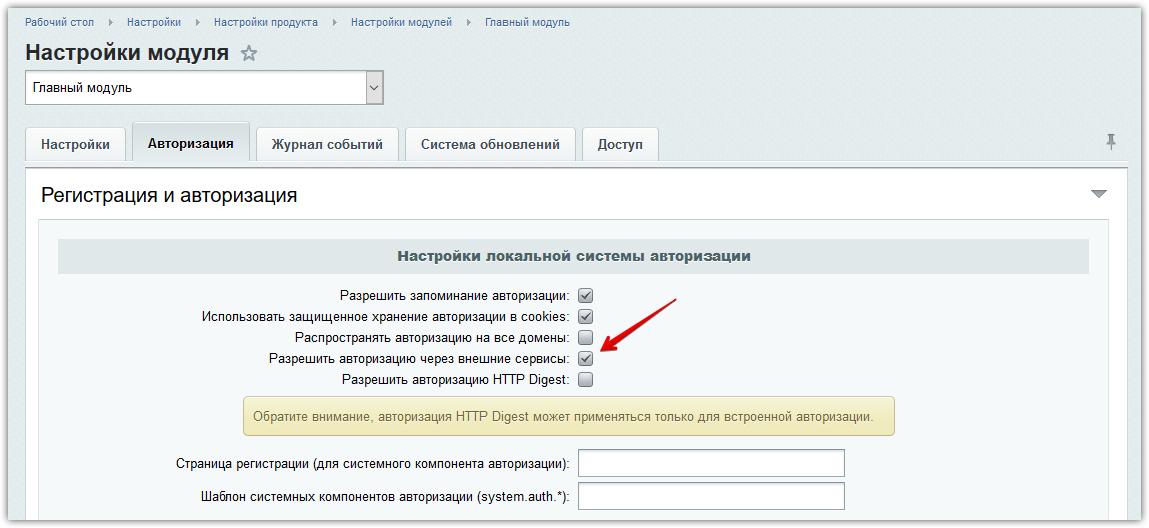 Рабочий стол Настройки Настройки продукта Настройки модулей Главный модуль
Настройки модуля
Главный модуль
Настройки Авторизация Журнал событий Система обновлений Доступ
Регистрация и авторизация
Настройки локальной системы авторизации
Разрешить запоминание авторизации:
Использовать защищенное хранение авторизации в cookies:
Распространять авторизацию на все домены:
Разрешить авторизацию через внешние сервисы:
Разрешить авторизацию HTTP Digest:
Обратите внимание, авторизация HTTP Digest может применяться только для встроенной авторизации.
Страница регистрации (для системного компонента авторизации):
Шаблон системных компонентов авторизации (system.auth.*):